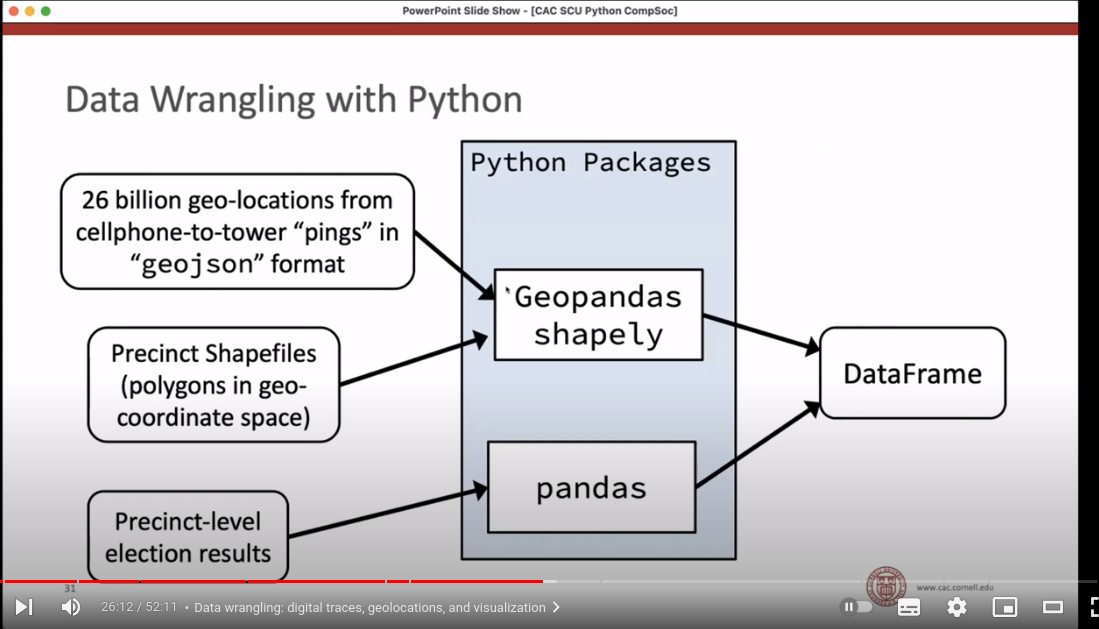 PowerPoint Slide Show - [CAC SCU Python CompSoc]
Data Wrangling with Python
26 billion geo-locations from
cellphone-to-tower “pings” in
“geojson” format
Precinct Shapefiles
(polygons in geo-
coordinate space)
Precinct-level
election results
Python Packages
Geopandas
shapely
pandas
DataFrame
31
www.cac.cornell.edu
26:12 / 52:11 • Data wrangling: digital traces, geolocations, and visualization